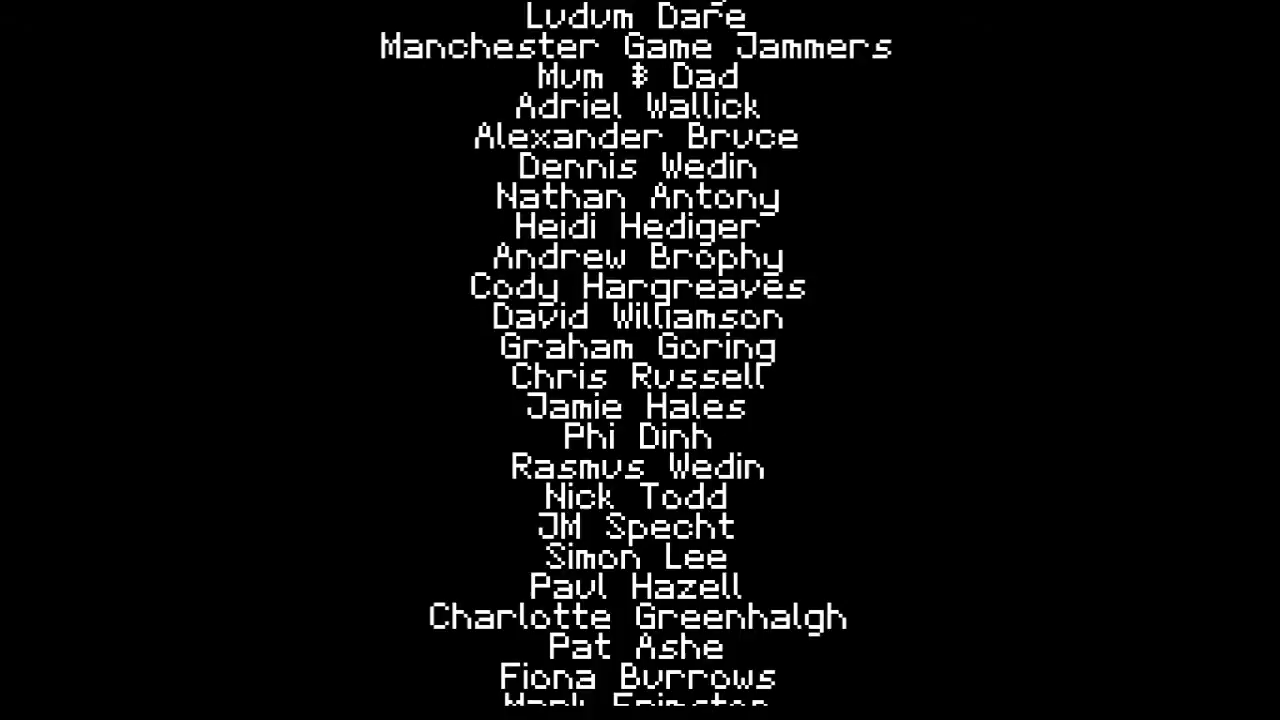 Ludum Dare
Manchester Game Jammers
Mum & Dad
Adriel Wallick
Alexander Bruce
Dennis Wedin
Nathan Antony
Heidi Hediger
Andrew Brophy
Cody Hargreaves
David Williamson
Graham Goring
Chris Russell
Jamie Hales
Phi Dinh
Rasmus Wedin
Nick Todd
JM Specht
Simon Lee
Paul Hazell
Charlotte Greenhalgh
Pat Ashe
Fiona Burrows